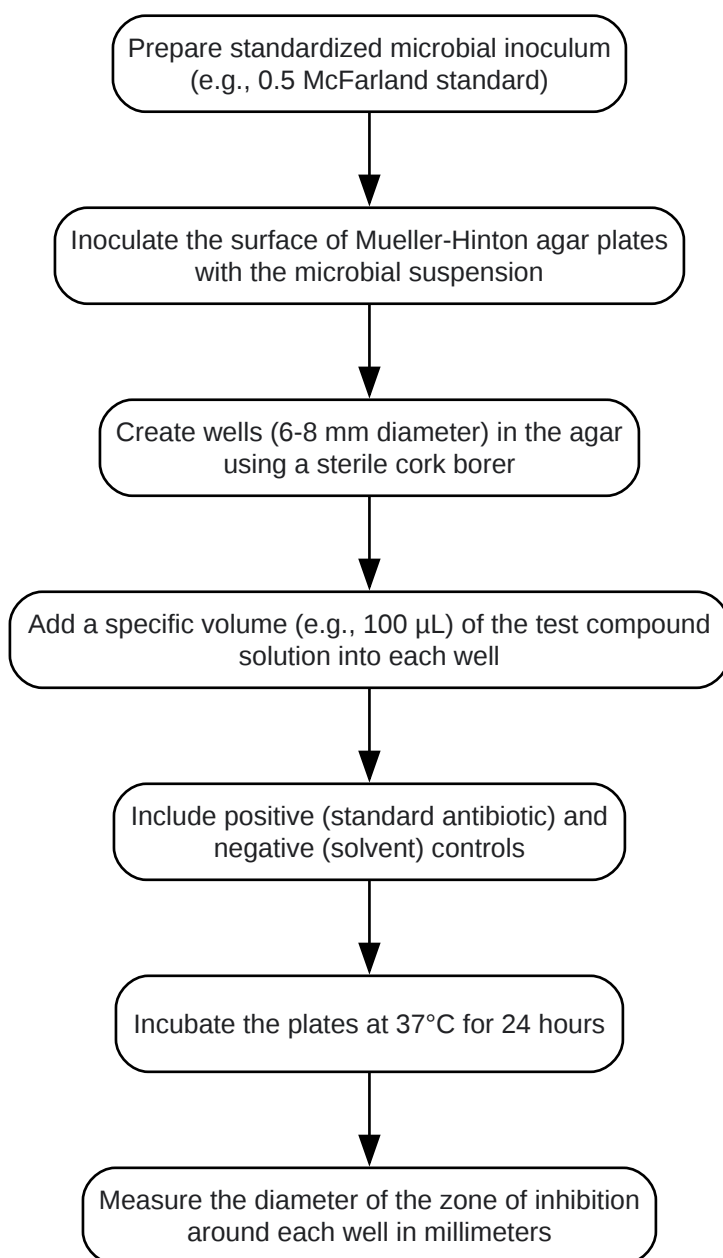 Prepare standardized microbial inoculum
(e.g., 0.5 McFarland standard)
Inoculate the surface of Mueller-Hinton agar plates
with the microbial suspension
Create wells (6-8 mm diameter) in the agar
using a sterile cork borer
Add a specific volume (e.g., 100 µL) of the test compound
solution into each well
Include positive (standard antibiotic) and
negative (solvent) controls
Incubate the plates at 37°C for 24 hours
Measure the diameter of the zone of inhibition
around each well in millimeters